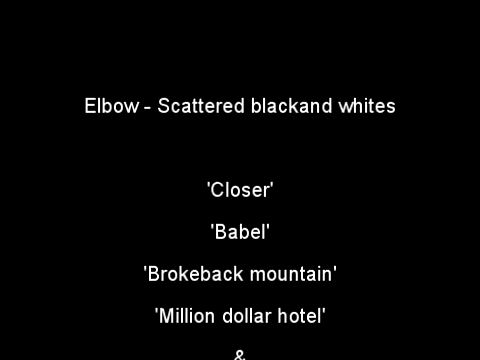 Elbow - Scattered blackand whites
'Closer'
'Babel'
'Brokeback mountain'
'Million dollar hotel'
&